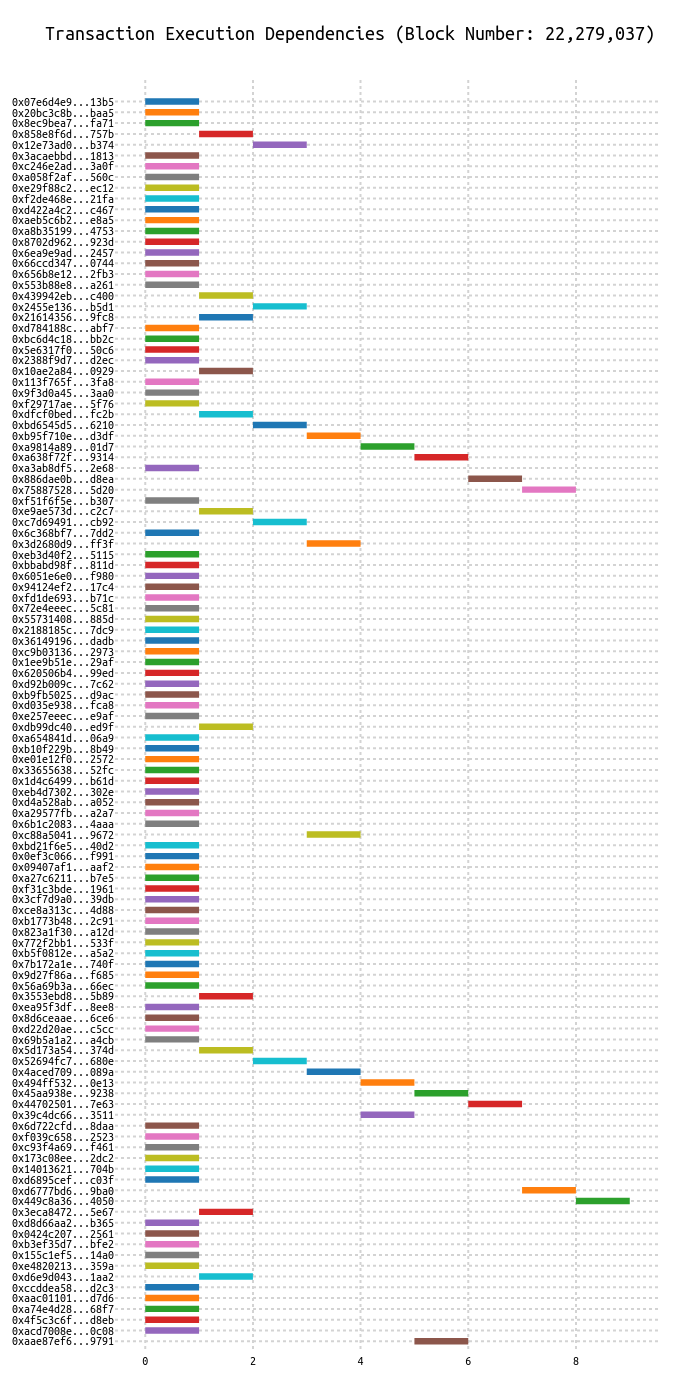 Transaction Execution Dependencies (Block Number: 22,279,037)
0x07e6d4e9...13b5
0x20bc3c8b...baa5
0x8ec9bea7...fa71
0x858e8f6d...757b
0x12e73ad0...b374
0x3acaebbd...1813
0xc246e2ad...3a0f
0xa058f2af...560c
0xe29f88c2...ec12
0xf2de468e...21fa
0xd422a4c2...c467
0xaeb5c6b2...e8a5
0xa8b35199...4753
0x8702d962...923d
0x6ea9e9ad...2457
0x66ccd347...0744
0x656b8e12...2fb3
0x553b88e8...a261
0x439942eb...c400
0x2455e136...b5d1
0x21614356...9fc8
0xd784188c...abf7
0xbc6d4c18...bb2c
0x5e6317f0...50c6
0x2388f9d7...d2ec
0x10ae2a84...0929
0x113f765f...3fa8
0x9f3d0a45...3aa0
0xf29717ae...5f76
0xdfcf0bed...fc2b
0xbd6545d5...6210
0xb95f710e...d3df
0xa9814a89...01d7
0xa638f72f...9314
0xa3ab8df5...2e68
0x886dae0b...d8ea
0x75887528...5d20
0xf51f6f5e...b307
0xe9ae573d...c2c7
0xc7d69491...cb92
0x6c368bf7...7dd2
0x3d2680d9...ff3f
0xeb3d40f2...5115
0xbbabd98f...811d
0x6051e6e0...f980
0x94124ef2...17c4
0xfd1de693...b71c
0x72e4eeec...5c81
0x55731408...885d
0x2188185c...7dc9
0x36149196...dadb
0xc9b03136...2973
0x1ee9b51e...29af
0x620506b4...99ed
0xd92b009c...7c62
0xb9fb5025...d9ac
0xd035e938...fca8
0xe257eeec...e9af
0xdb99dc40...ed9f
0xa654841d...06a9
0xb10f229b...8b49
0xe01e12f0...2572
0x33655638...52fc
0x1d4c6499...b61d
0xeb4d7302...302e
0xd4a528ab...a052
0xa29577fb...a2a7
0x6b1c2083...4aaa
0xc88a5041...9672
0xbd21f6e5...40d2
0x0ef3c066...f991
0x09407af1...aaf2
0xa27c6211...b7e5
0xf31c3bde...1961
0x3cf7d9a0...39db
0xce8a313c...4d88
0xb1773b48...2c91
0x823a1f30...a12d
0x772f2bb1...533f
0xb5f0812e...a5a2
0x7b172a1e...740f
0x9d27f86a...f685
0x56a69b3a...66ec
0x3553ebd8...5b89
0xea95f3df...8ee8
0x8d6ceaae...6ce6
0xd22d20ae...c5cc
0x69b5a1a2...a4cb
0x5d173a54...374d
0x52694fc7...680e
0x4aced709...089a
0x494ff532...0e13
0x45aa938e...9238
0x44702501...7e63
0x39c4dc66...3511
0x6d722cfd...8daa
0xf039c658...2523
0xc93f4a69...f461
0x173c08ee...2dc2
0x14013621...704b
0xd6895cef...c03f
0xd6777bd6...9ba0
0x449c8a36...4050
0x3eca8472...5e67
0xd8d66aa2...b365
0x0424c207...2561
0xb3ef35d7...bfe2
0x155c1ef5...14a0
0xe4820213...359a
0xd6e9d043...1aa2
0xccddea58...d2c3
0xaac01101...d7d6
0xa74e4d28...68f7
0x4f5c3c6f...d8eb
0xacd7008e...0c08
0xaae87ef6...9791
0 2 4 6 8